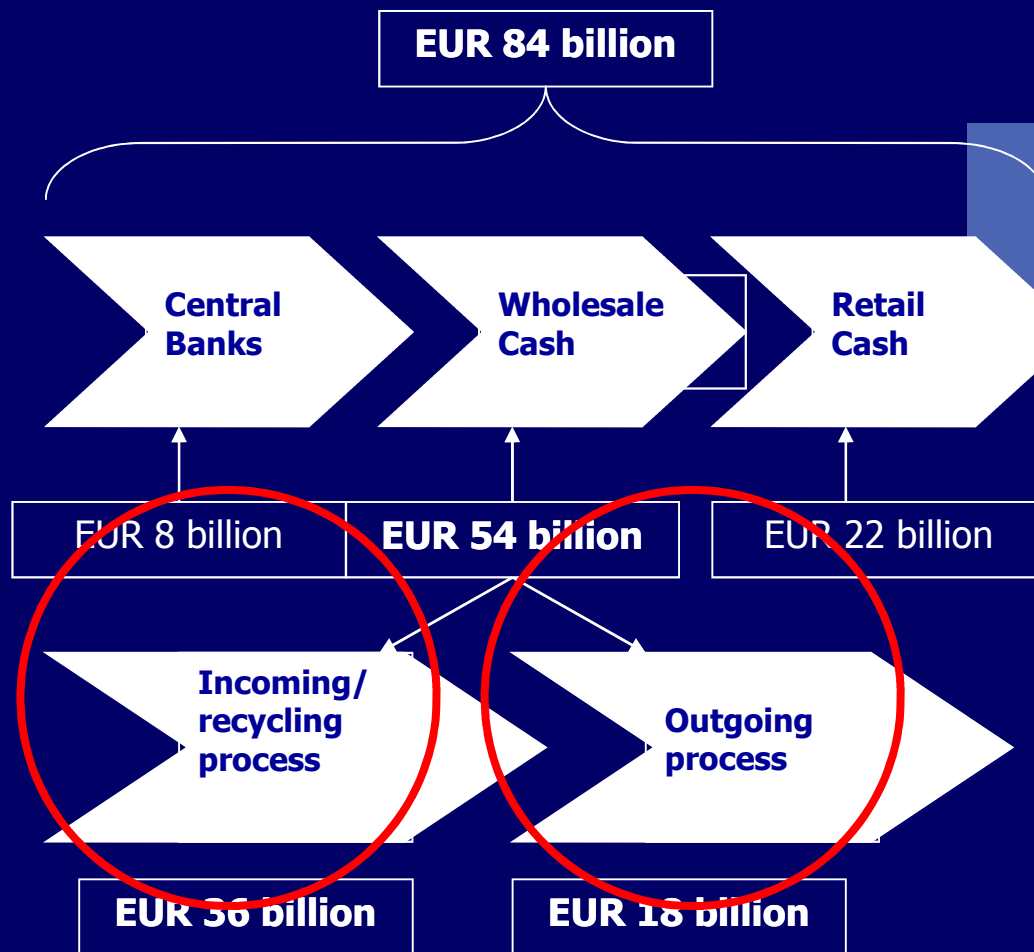 EUR 84 billion
Central
Banks
Wholesale
Cash
Retail
Cash
EUR 8 billion
EUR 54 billion
EUR 22 billion
Incoming/
recycling
process
Outgoing
process
EUR 36 billion
EUR 18 billion